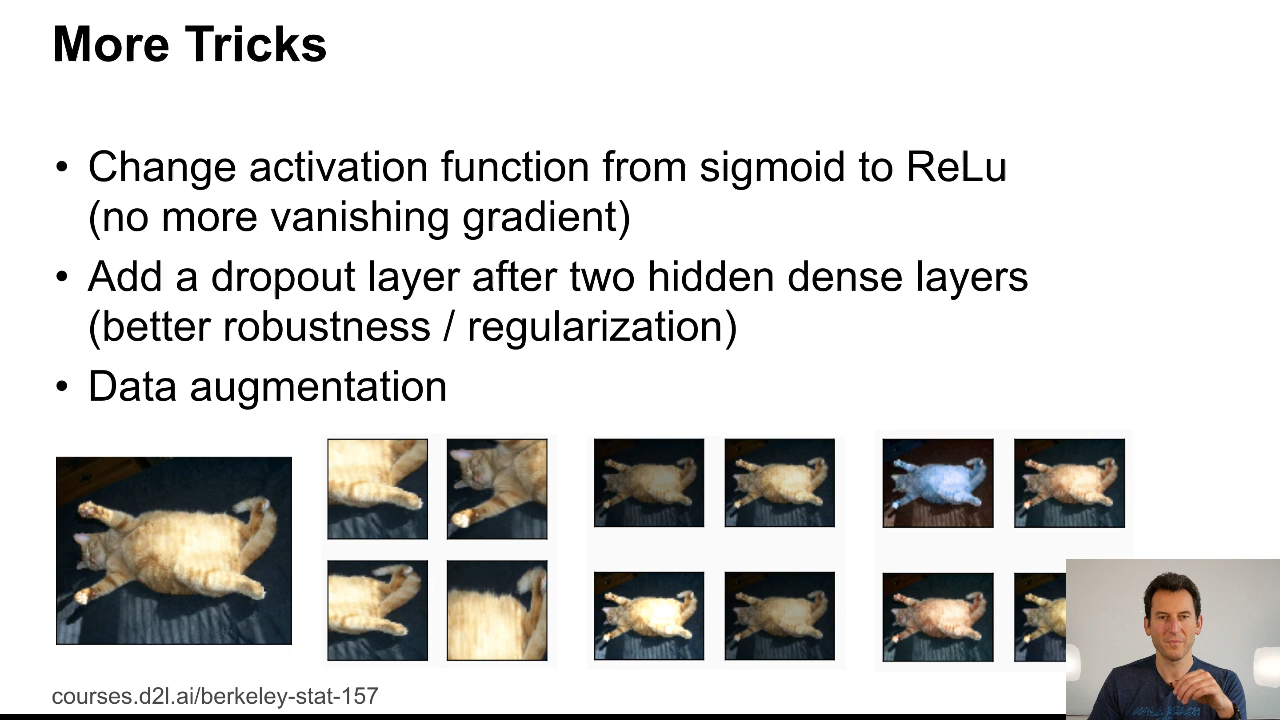 More Tricks
• Change activation function from sigmoid to ReLu
(no more vanishing gradient)
• Add a dropout layer after two hidden dense layers
(better robustness / regularization)
• Data augmentation
courses.d2l.ai/berkeley-stat-157